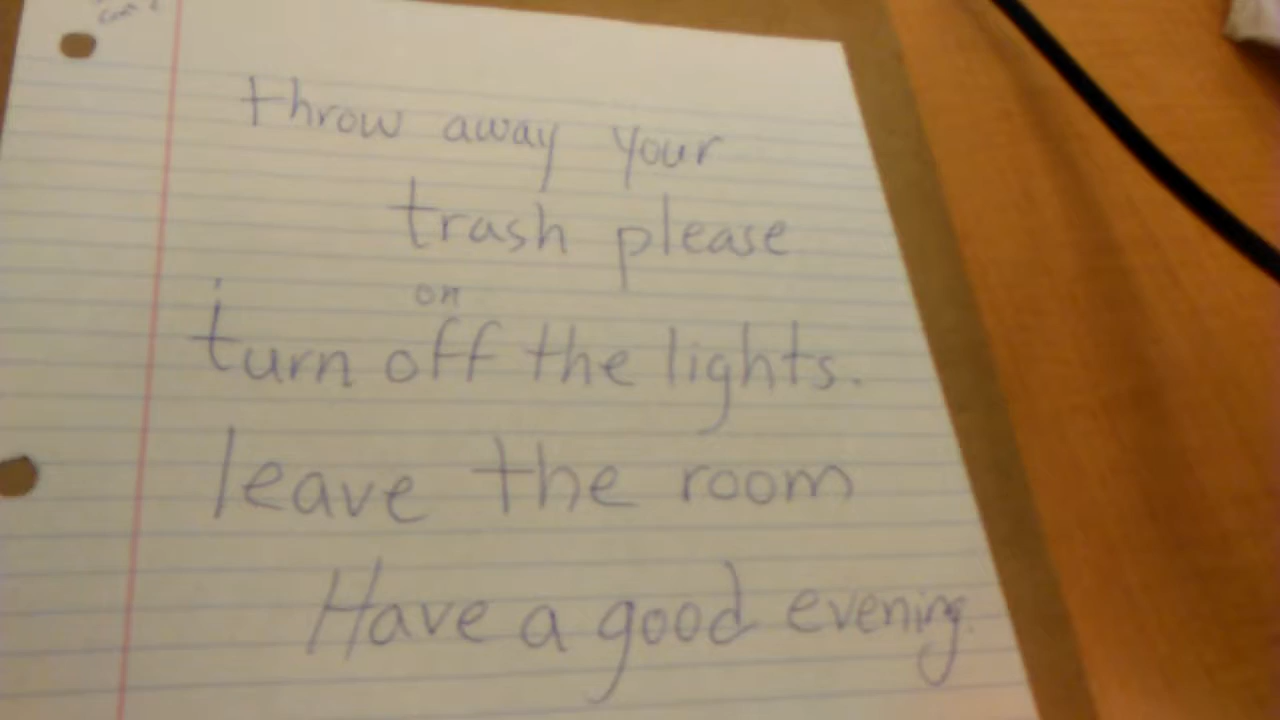 throw away your
trash please
on
turn off the lights.
leave the room
Have a good evening.